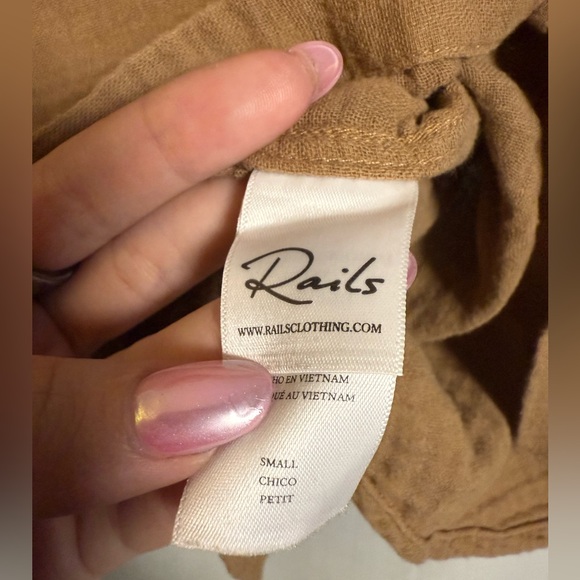 Rails
WWW.RAILSCLOTHING.COM
EN VIETNAM
AU VIETNAM
SMALL
CHICO
PETIT